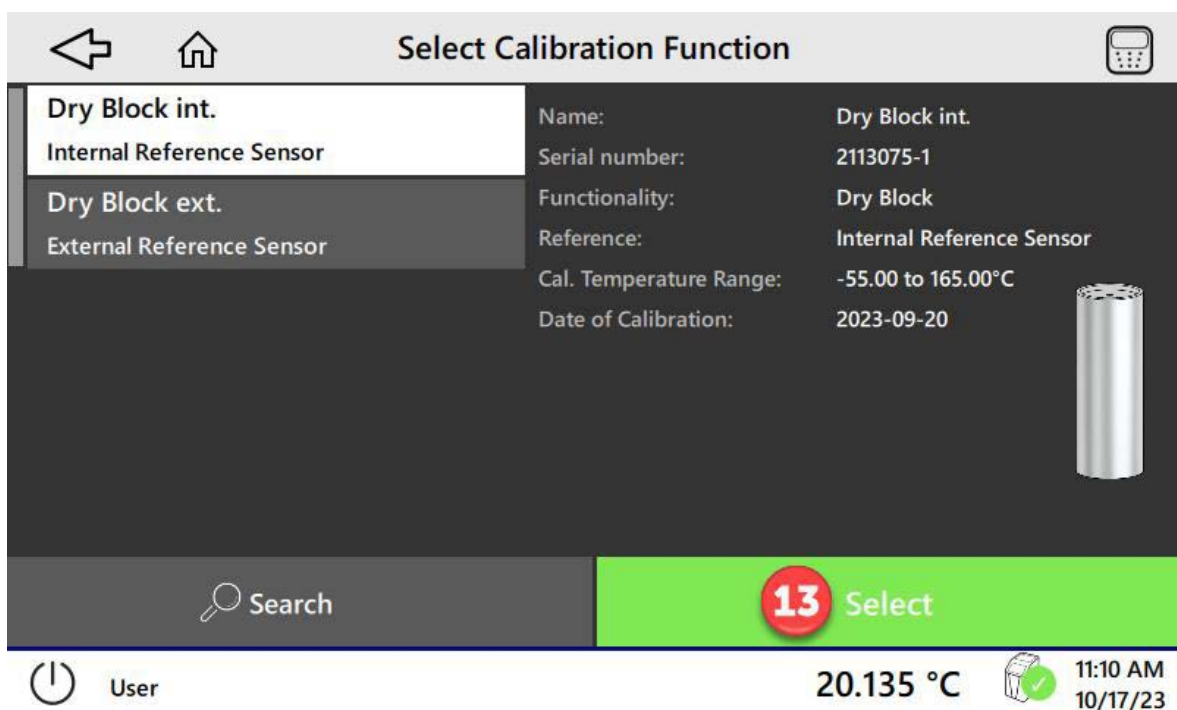 Select Calibration Function
Dry Block int.
Internal Reference Sensor
Dry Block ext.
External Reference Sensor
Name: Dry Block int.
Serial number: 2113075-1
Functionality: Dry Block
Reference: Internal Reference Sensor
Cal. Temperature Range: -55.00 to 165.00°C
Date of Calibration: 2023-09-20
Search
13 Select
User
20.135 °C
11:10 AM
10/17/23